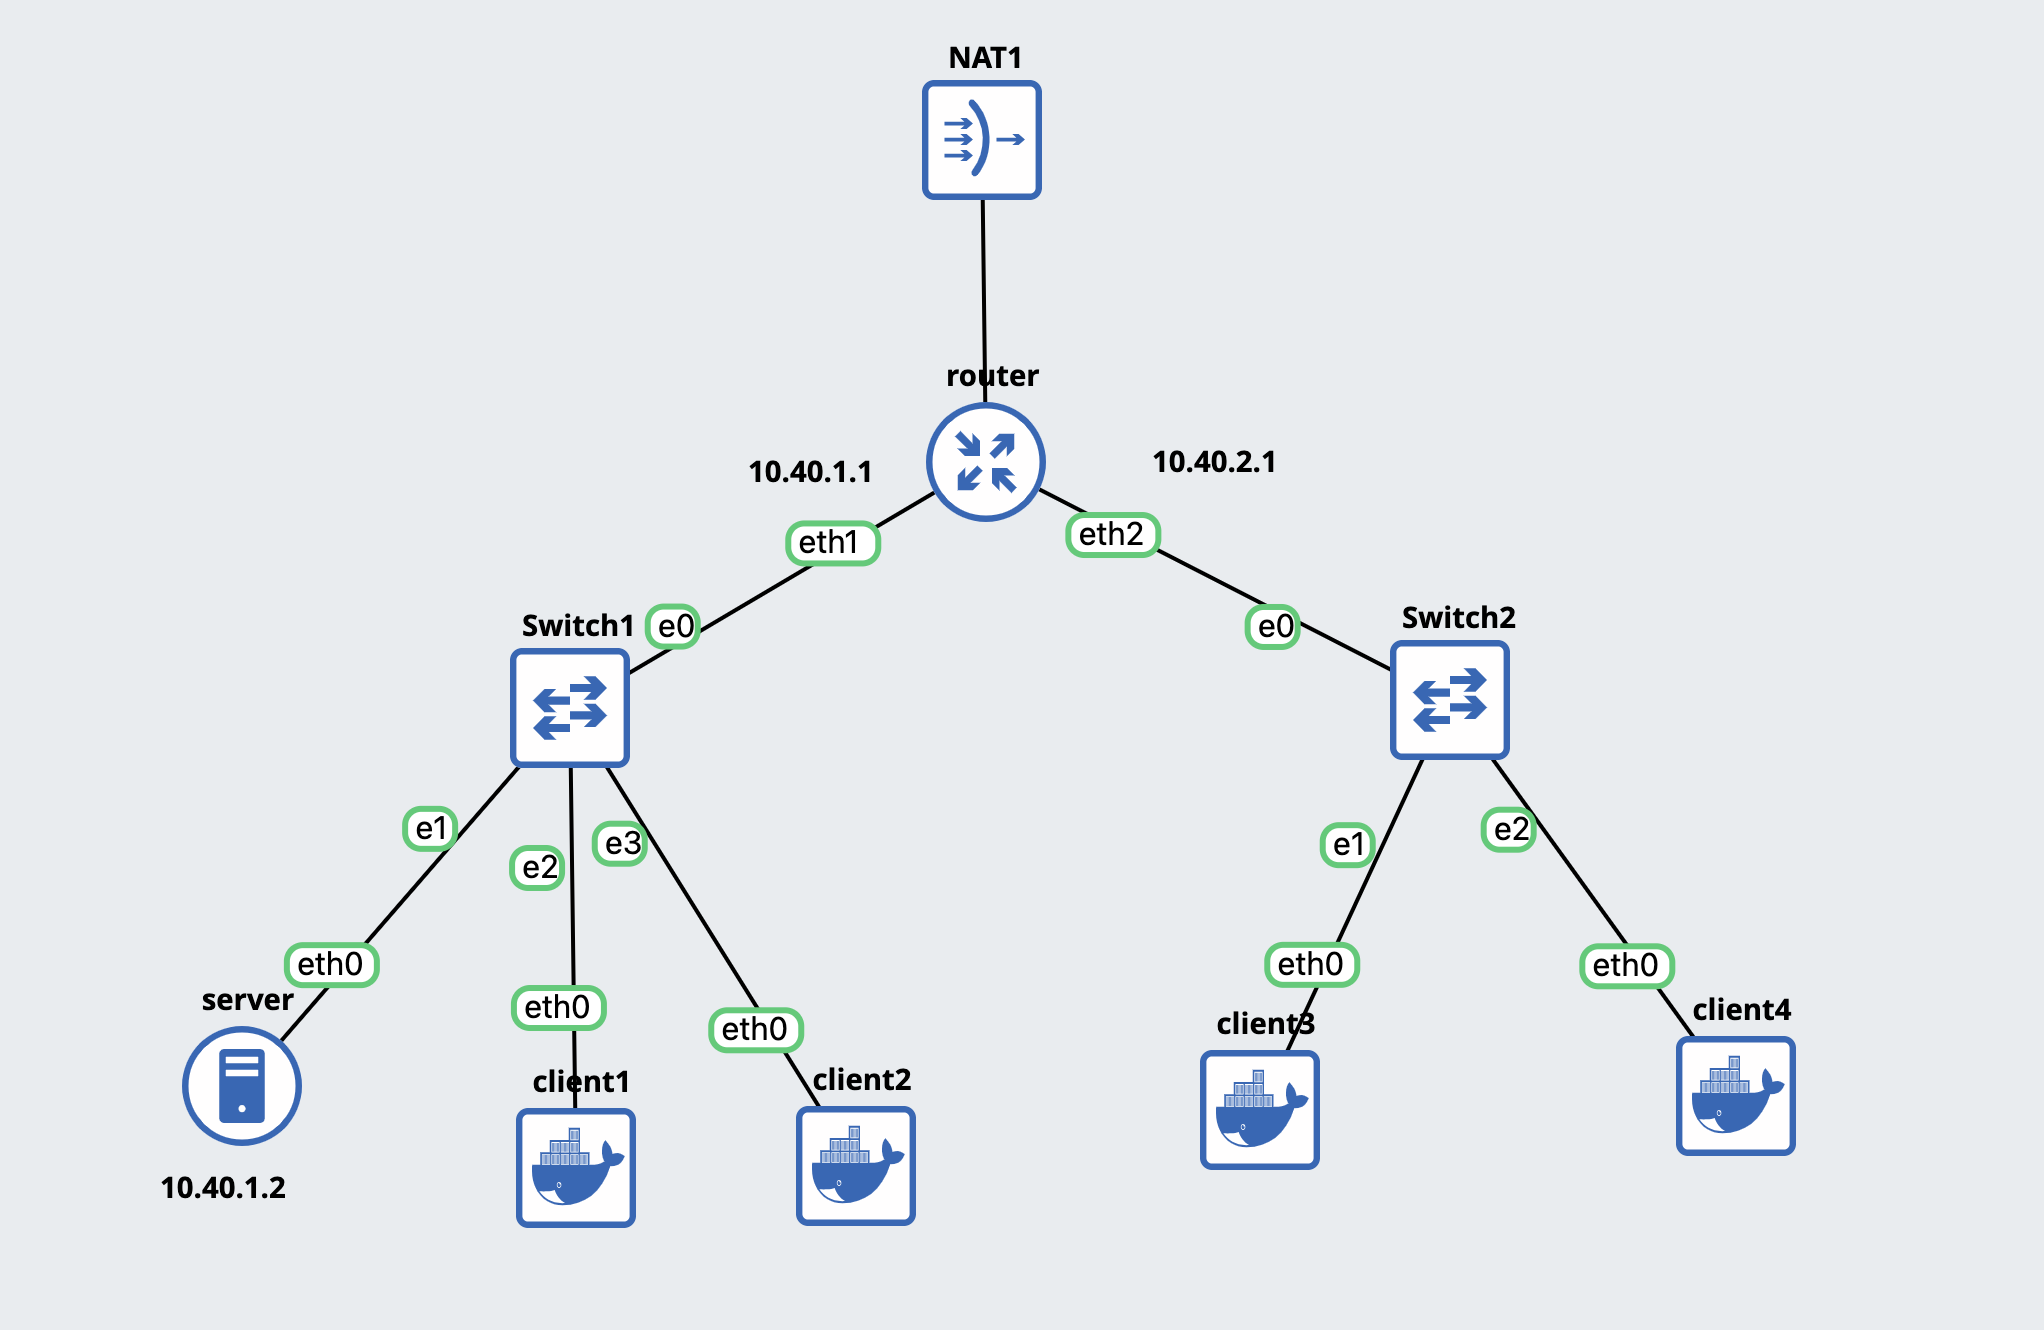 NAT1
router
10.40.1.1
10.40.2.1
eth1
eth2
e0
e0
Switch1
Switch2
e1
e2
e3
e1
e2
eth0
eth0
eth0
eth0
eth0
server
client1
client2
client3
client4
10.40.1.2